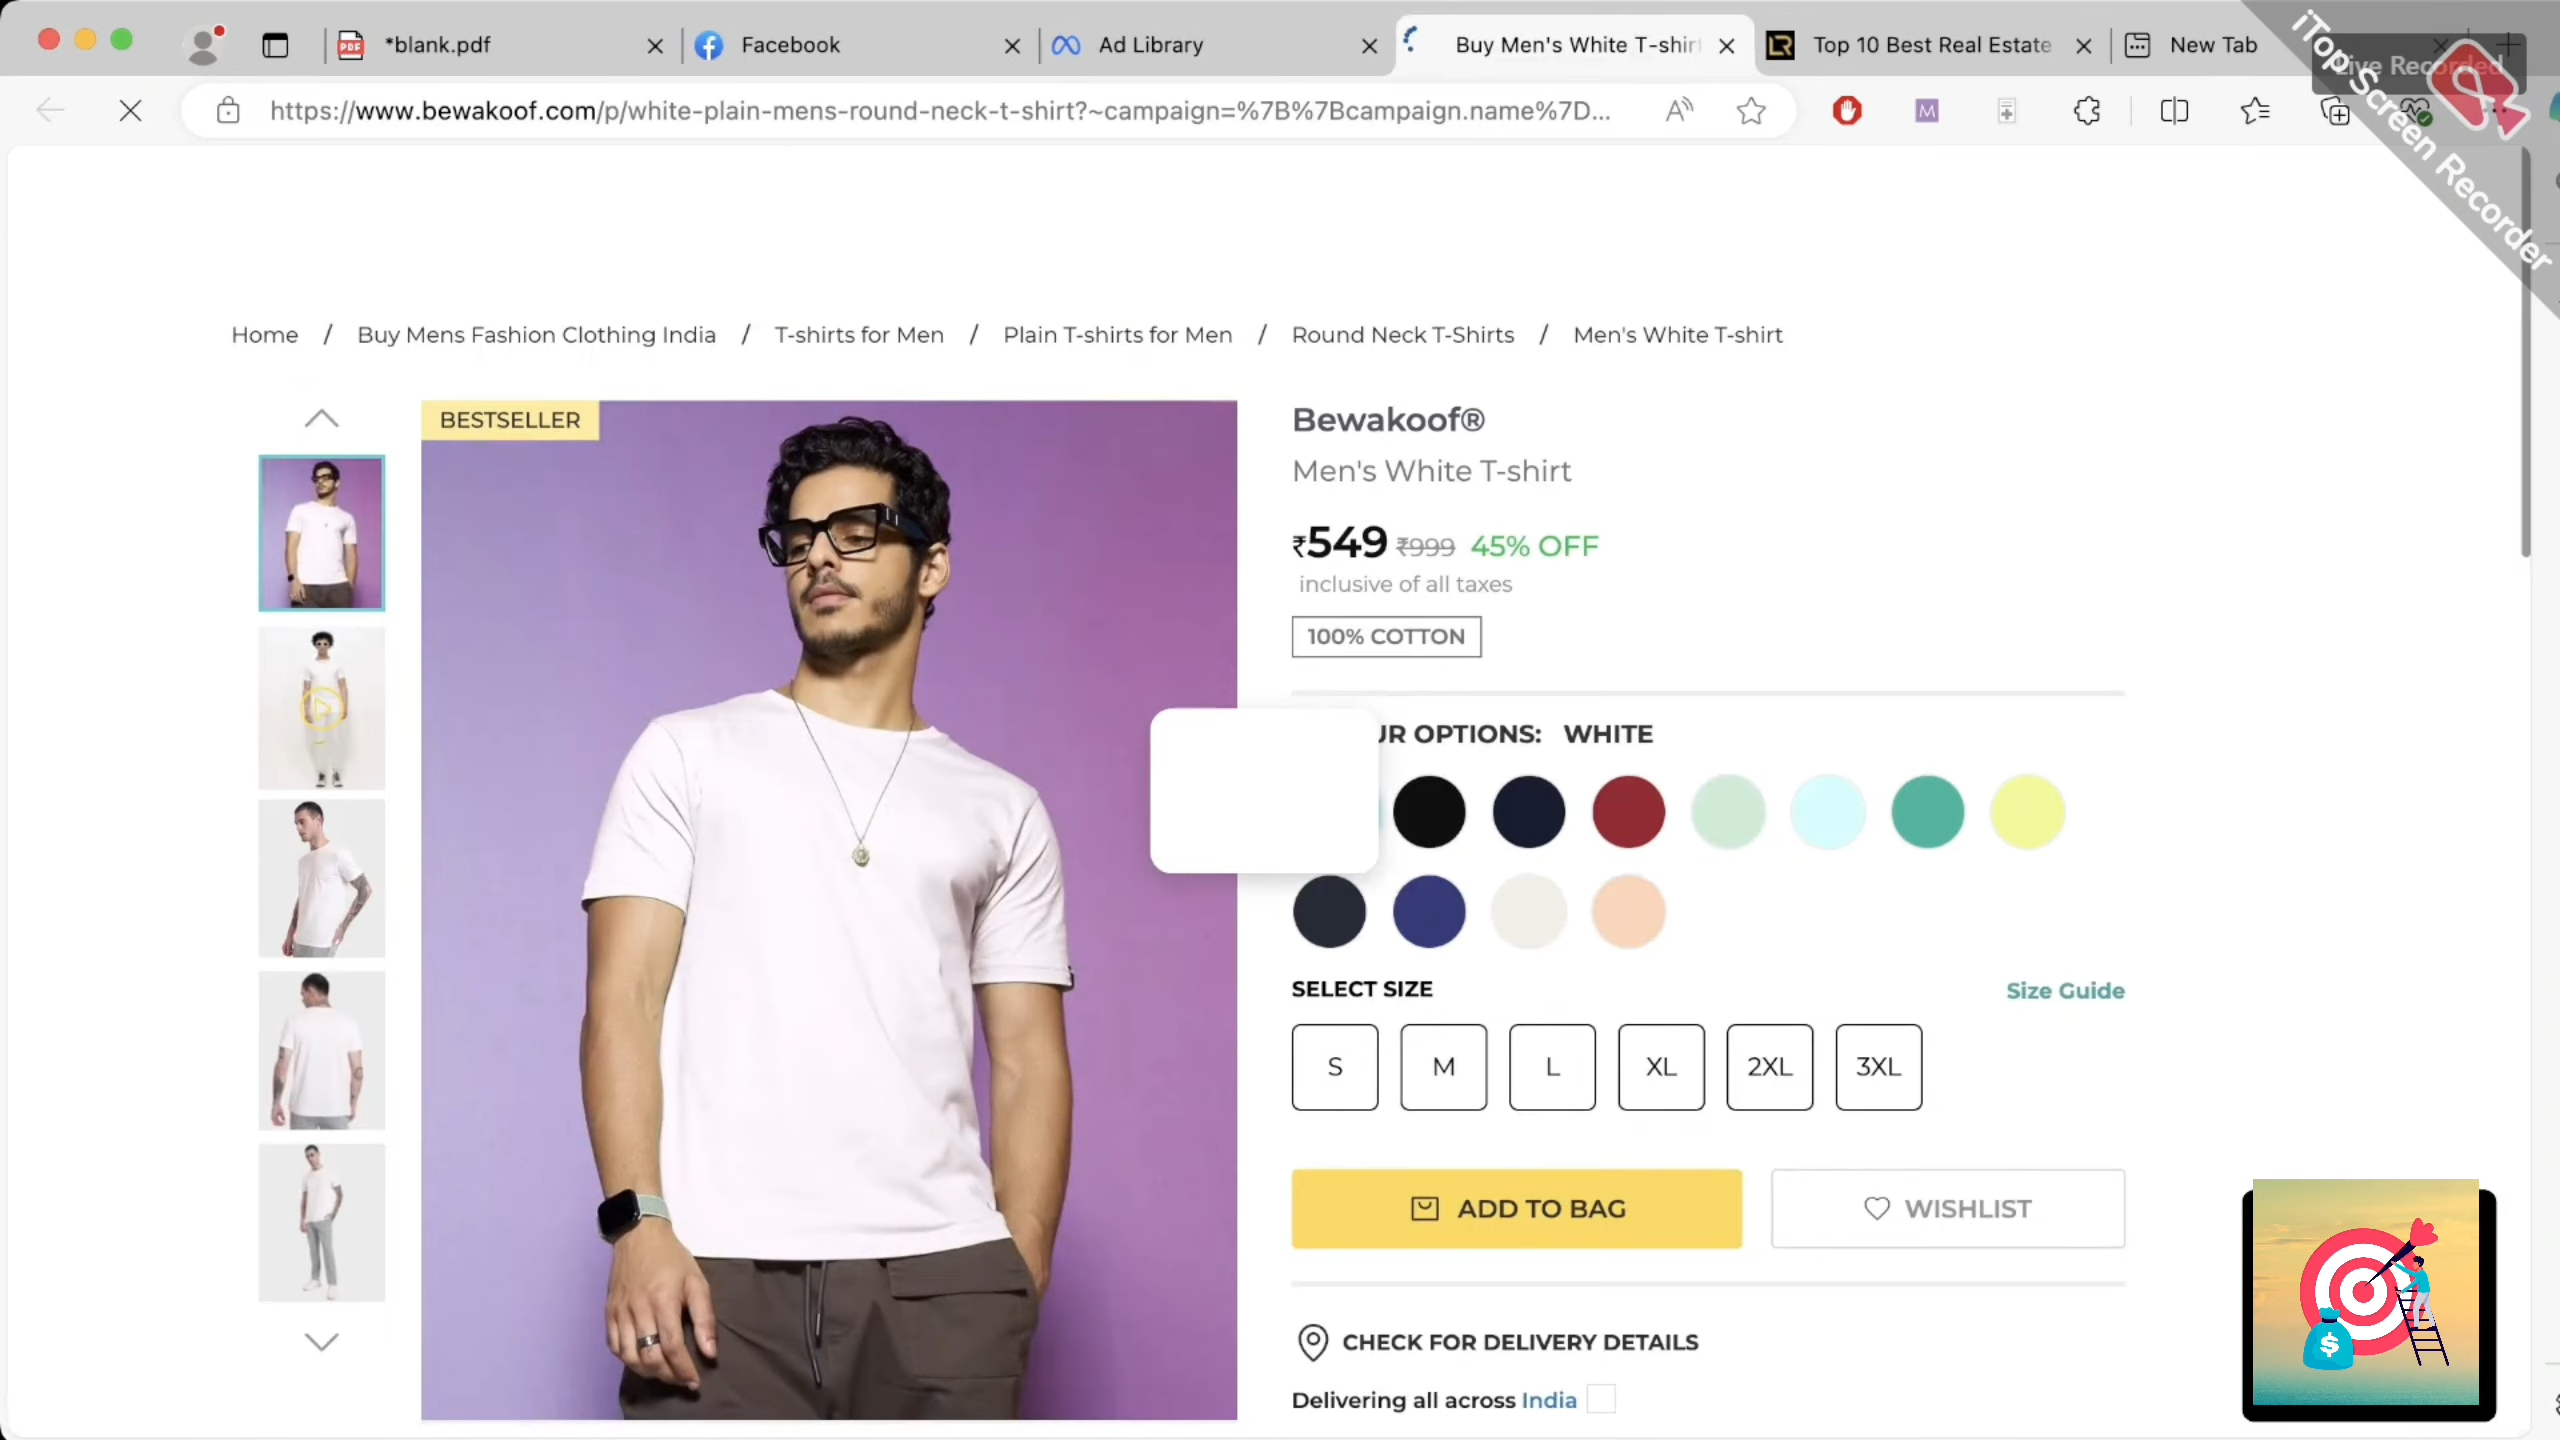 *blank.pdf
Facebook
Ad Library
Buy Men's White T-shir
Top 10 Best Real Estate
New Tab
Live Recorded
iTop Screen Recorder
https://www.bewakoof.com/p/white-plain-mens-round-neck-t-shirt?~campaign=%7B%7Bcampaign.name%7D...
Home / Buy Mens Fashion Clothing India / T-shirts for Men / Plain T-shirts for Men / Round Neck T-Shirts / Men's White T-shirt
BESTSELLER
Bewakoof®
Men's White T-shirt
₹549 ₹999 45% OFF
inclusive of all taxes
100% COTTON
UR OPTIONS: WHITE
SELECT SIZE
Size Guide
S M L XL 2XL 3XL
ADD TO BAG
WISHLIST
CHECK FOR DELIVERY DETAILS
Delivering all across India